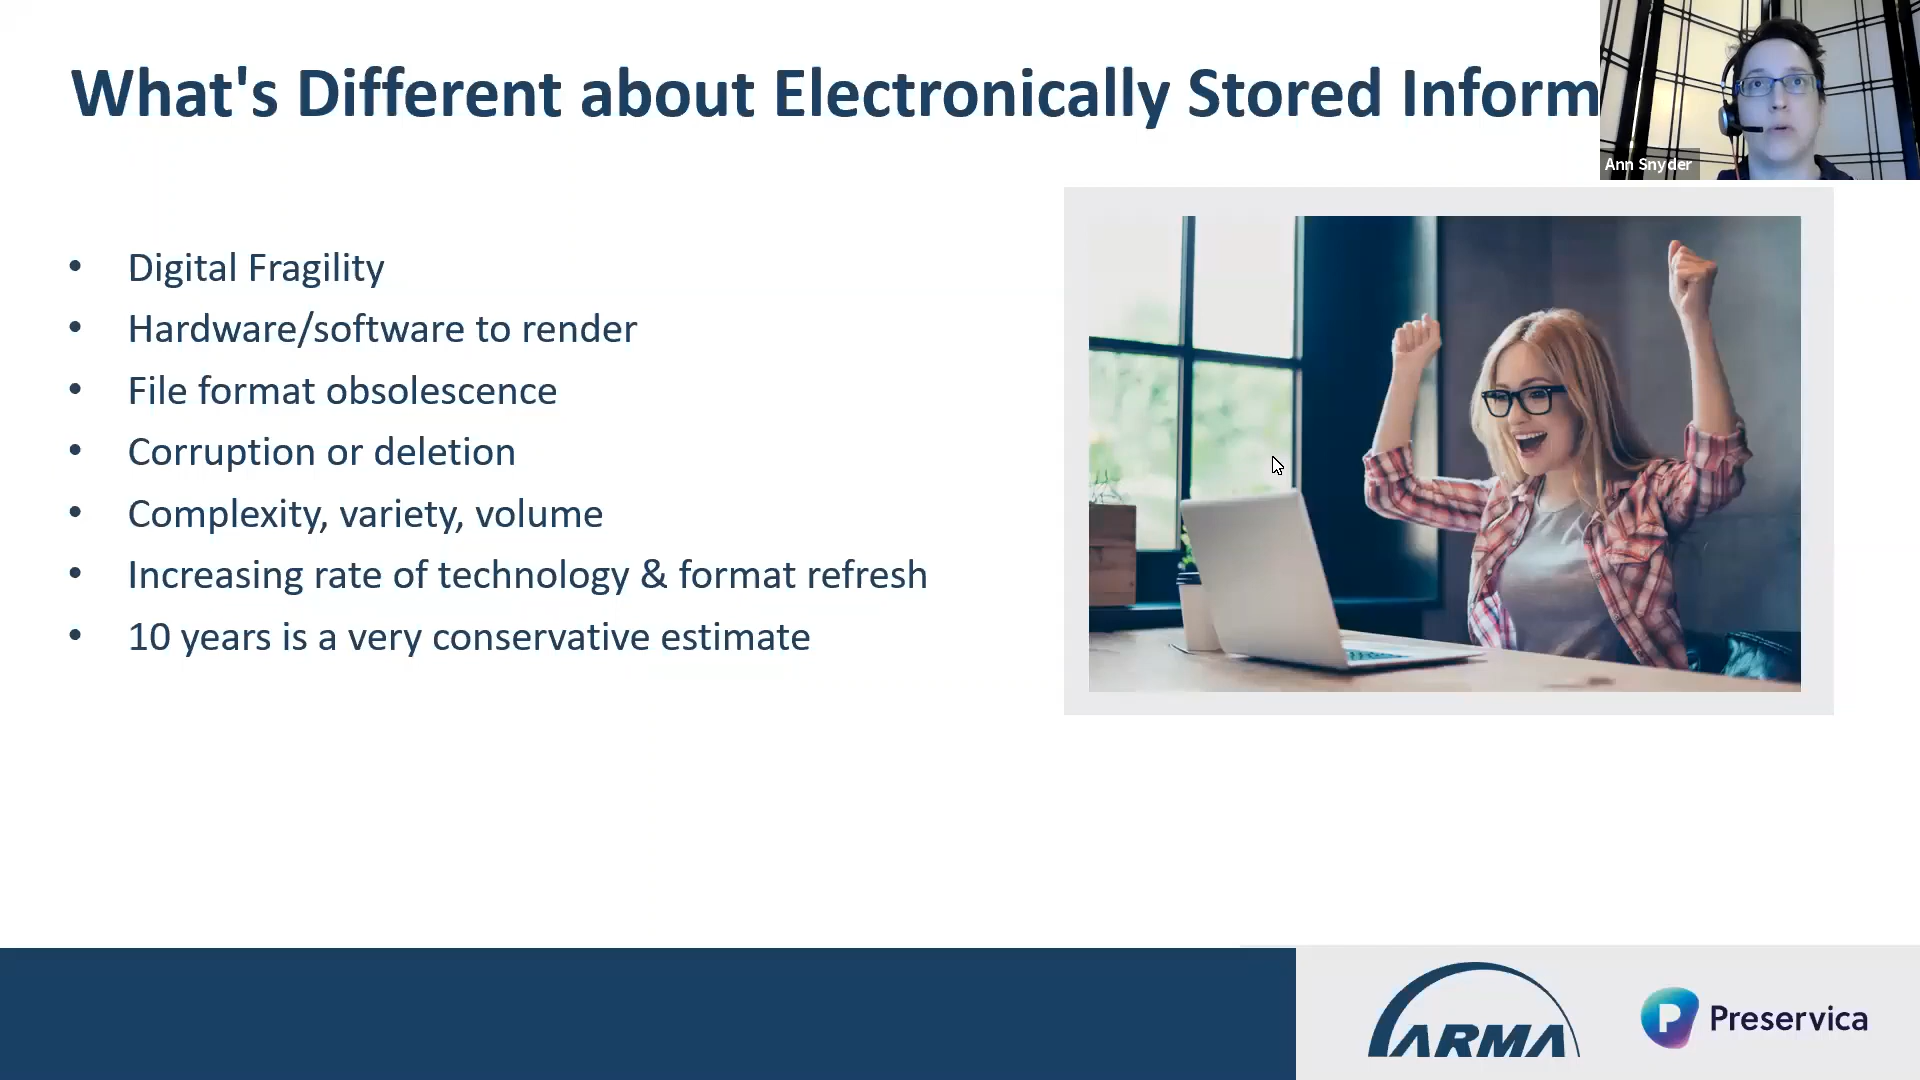 What's Different about Electronically Stored Inform
Ann Snyder
• Digital Fragility
• Hardware/software to render
• File format obsolescence
• Corruption or deletion
• Complexity, variety, volume
• Increasing rate of technology & format refresh
• 10 years is a very conservative estimate
ARMA
P Preservica